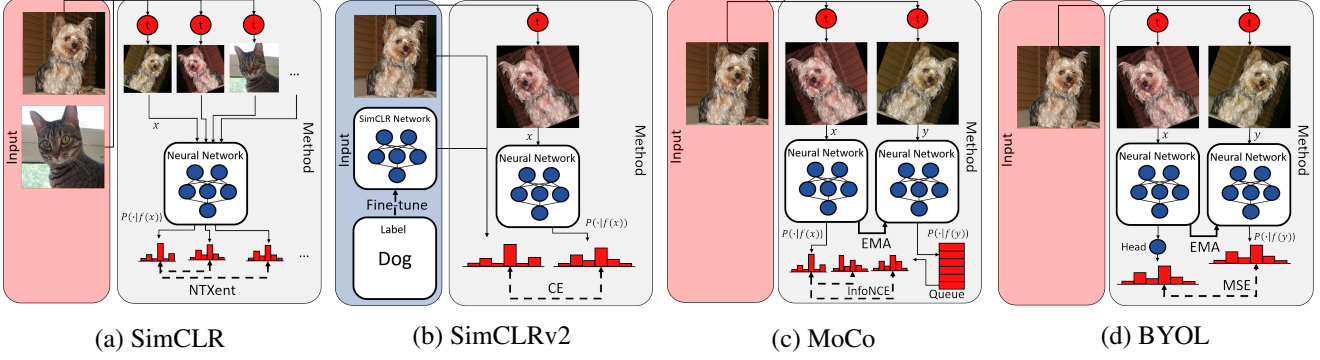 t
t
t
...
x
Input
Method
Neural Network
P(·|f(x))
...
NTXent
(a) SimCLR
t
SimCLR Network
Input
Method
x
Neural Network
Fine-tune
Label
Dog
P(·|f(x))
CE
(b) SimCLRv2
t
t
Input
Method
x
y
Neural Network
Neural Network
P(·|f(x))
EMA
P(·|f(y))
InfoNCE
Queue
(c) MoCo
t
t
Input
Method
x
y
Neural Network
Neural Network
Head
EMA
P(·|f(y))
MSE
(d) BYOL